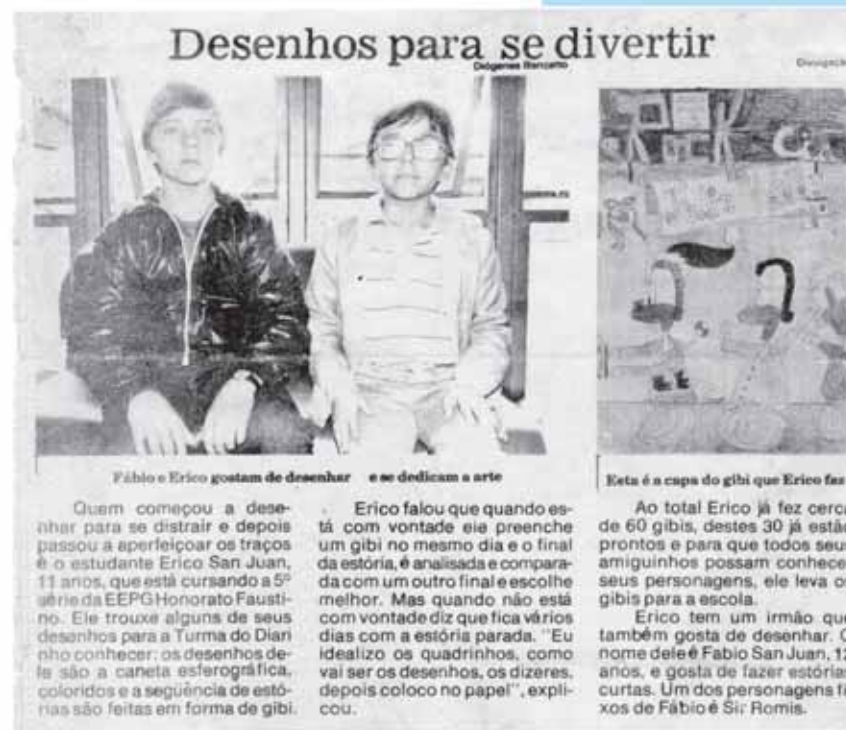 Desenhos para se divertir
Diógenes Banzatto
Divulgação
Fábio e Erico gostam de desenhar e se dedicam a arte
Esta é a capa do gibi que Erico fez
Quem começou a dese-
nhar para se distrair e depois
passou a aperfeiçoar os traços
é o estudante Erico San Juan,
11 anos, que está cursando a 5º
série da EEPG Honorato Fausti-
no. Ele trouxe alguns de seus
desenhos para a Turma do Diari
nho conhecer; os desenhos de-
le são a caneta esferográfica,
coloridos e a seqüência de estó-
rias são feitas em forma de gibi.
Erico falou que quando es-
tá com vontade ele preenche
um gibi no mesmo dia e o final
da estória, é analisada e compara-
da com um outro final e escolhe
melhor. Mas quando não está
com vontade diz que fica vários
dias com a estória parada. "Eu
idealizo os quadrinhos, como
vai ser os desenhos, os dizeres,
depois coloco no papel", expli-
cou.
Ao total Erico já fez cerca
de 60 gibis, destes 30 já estão
prontos e para que todos seus
amiguinhos possam conhecer
seus personagens, ele leva os
gibis para a escola.
Erico tem um irmão que
também gosta de desenhar. O
nome dele é Fabio San Juan, 12
anos, e gosta de fazer estórias
curtas. Um dos personagens fi-
xos de Fábio é Sir Romis.